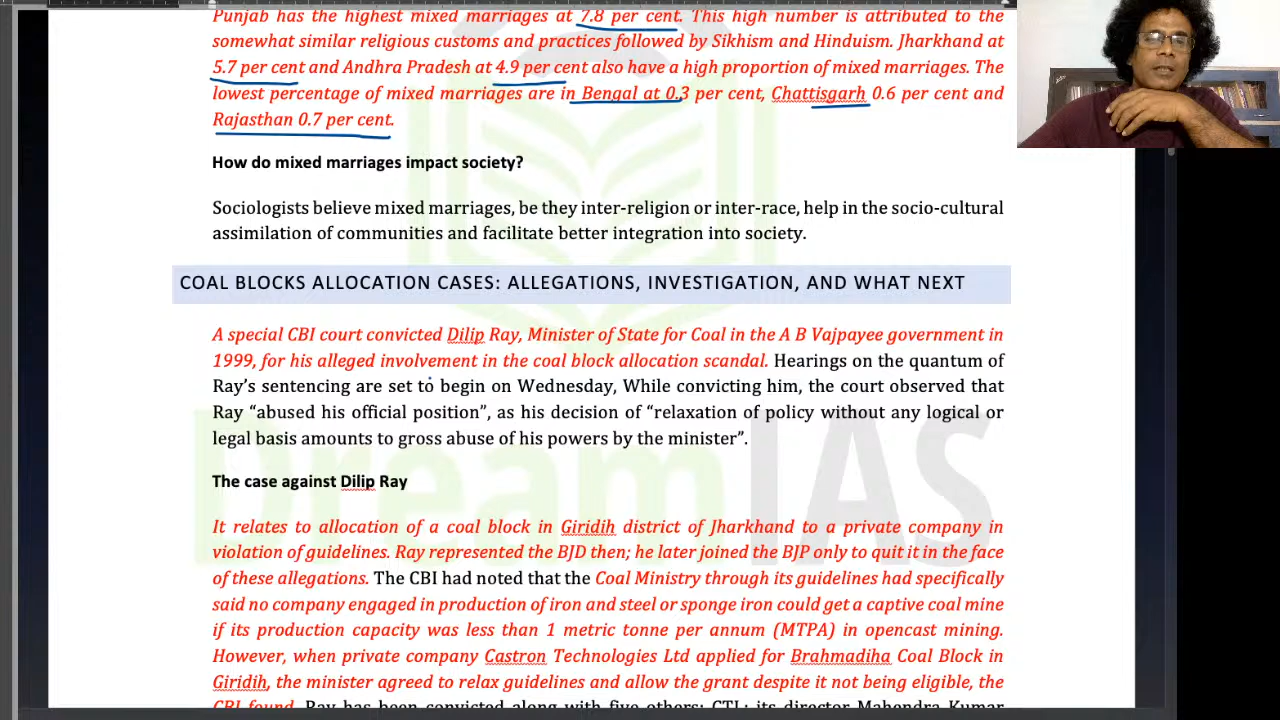 Punjab has the highest mixed marriages at 7.8 per cent. This high number is attributed to the
somewhat similar religious customs and practices followed by Sikhism and Hinduism. Jharkhand at
5.7 per cent and Andhra Pradesh at 4.9 per cent also have a high proportion of mixed marriages. The
lowest percentage of mixed marriages are in Bengal at 0.3 per cent, Chattisgarh 0.6 per cent and
Rajasthan 0.7 per cent.
How do mixed marriages impact society?
Sociologists believe mixed marriages, be they inter-religion or inter-race, help in the socio-cultural
assimilation of communities and facilitate better integration into society.
COAL BLOCKS ALLOCATION CASES: ALLEGATIONS, INVESTIGATION, AND WHAT NEXT
A special CBI court convicted Dilip Ray, Minister of State for Coal in the A B Vajpayee government in
1999, for his alleged involvement in the coal block allocation scandal. Hearings on the quantum of
Ray's sentencing are set to begin on Wednesday, While convicting him, the court observed that
Ray “abused his official position”, as his decision of “relaxation of policy without any logical or
legal basis amounts to gross abuse of his powers by the minister”.
The case against Dilip Ray
It relates to allocation of a coal block in Giridih district of Jharkhand to a private company in
violation of guidelines. Ray represented the BJD then; he later joined the BJP only to quit it in the face
of these allegations. The CBI had noted that the Coal Ministry through its guidelines had specifically
said no company engaged in production of iron and steel or sponge iron could get a captive coal mine
if its production capacity was less than 1 metric tonne per annum (MTPA) in opencast mining.
However, when private company Castron Technologies Ltd applied for Brahmadiha Coal Block in
Giridih, the minister agreed to relax guidelines and allow the grant despite it not being eligible, the
CBI found. Ray has been convicted along with five others: CTL; its director Mahendra Kumar
DreamIAS